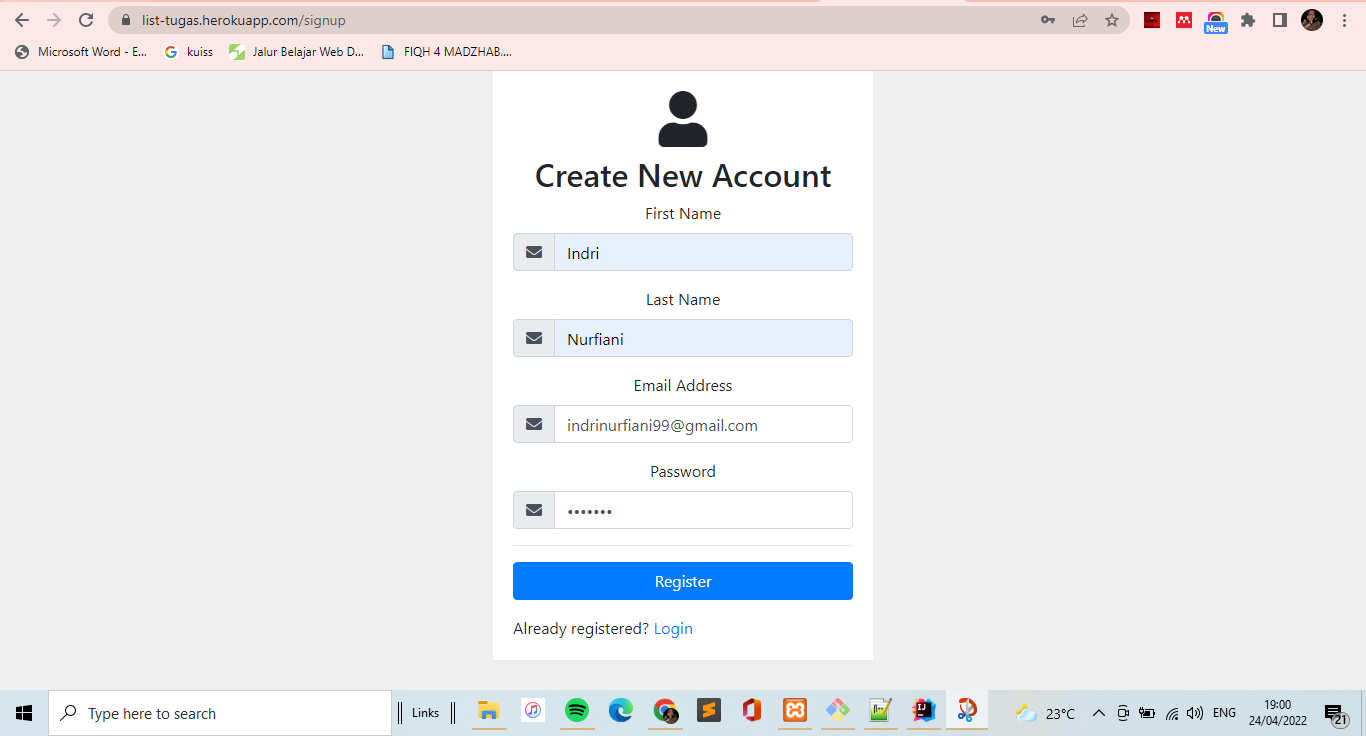 list-tugas.herokuapp.com/signup
New
Microsoft Word - E...
kuiss
Jalur Belajar Web D...
FIQH 4 MADZHAB....
Create New Account
First Name
Indri
Last Name
Nurfiani
Email Address
indrinurfiani99@gmail.com
Password
•••••••
Register
Already registered? Login
Type here to search
Links
23°C
ENG
19:00
24/04/2022
21